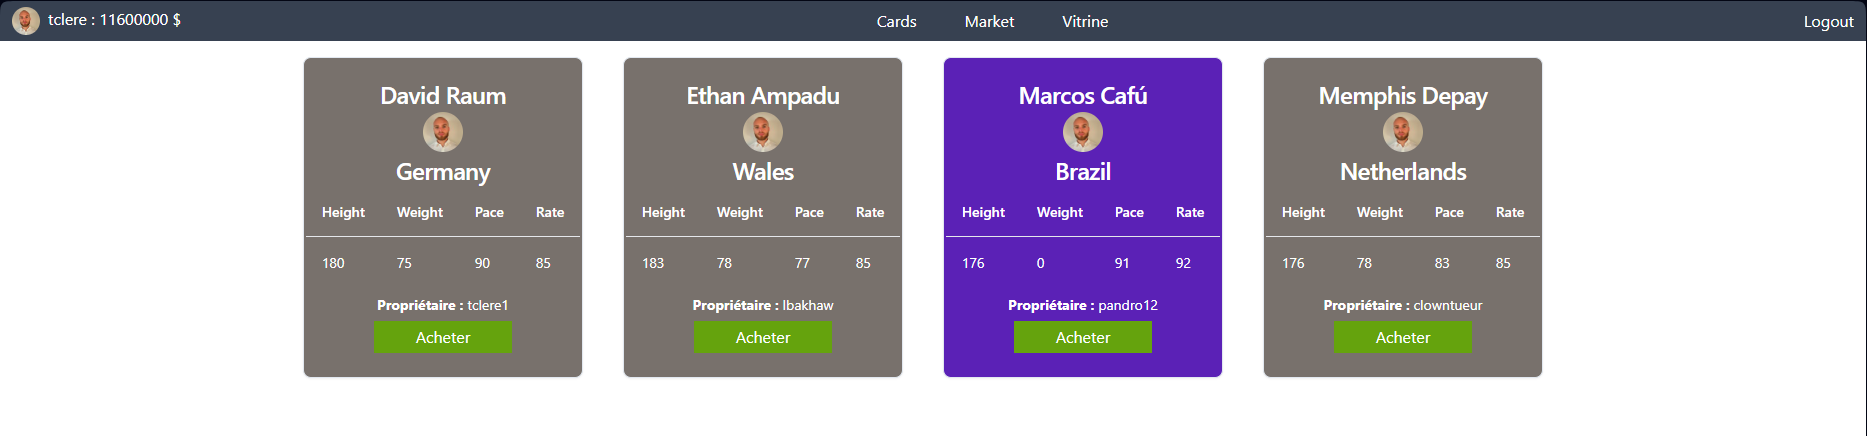 tclere : 11600000 $ Cards Market Vitrine Logout
David Raum
Germany
Height Weight Pace Rate
180 75 90 85
Propriétaire : tclere1
Acheter
Ethan Ampadu
Wales
Height Weight Pace Rate
183 78 77 85
Propriétaire : lbakhaw
Acheter
Marcos Cafú
Brazil
Height Weight Pace Rate
176 0 91 92
Propriétaire : pandro12
Acheter
Memphis Depay
Netherlands
Height Weight Pace Rate
176 78 83 85
Propriétaire : clowntueur
Acheter